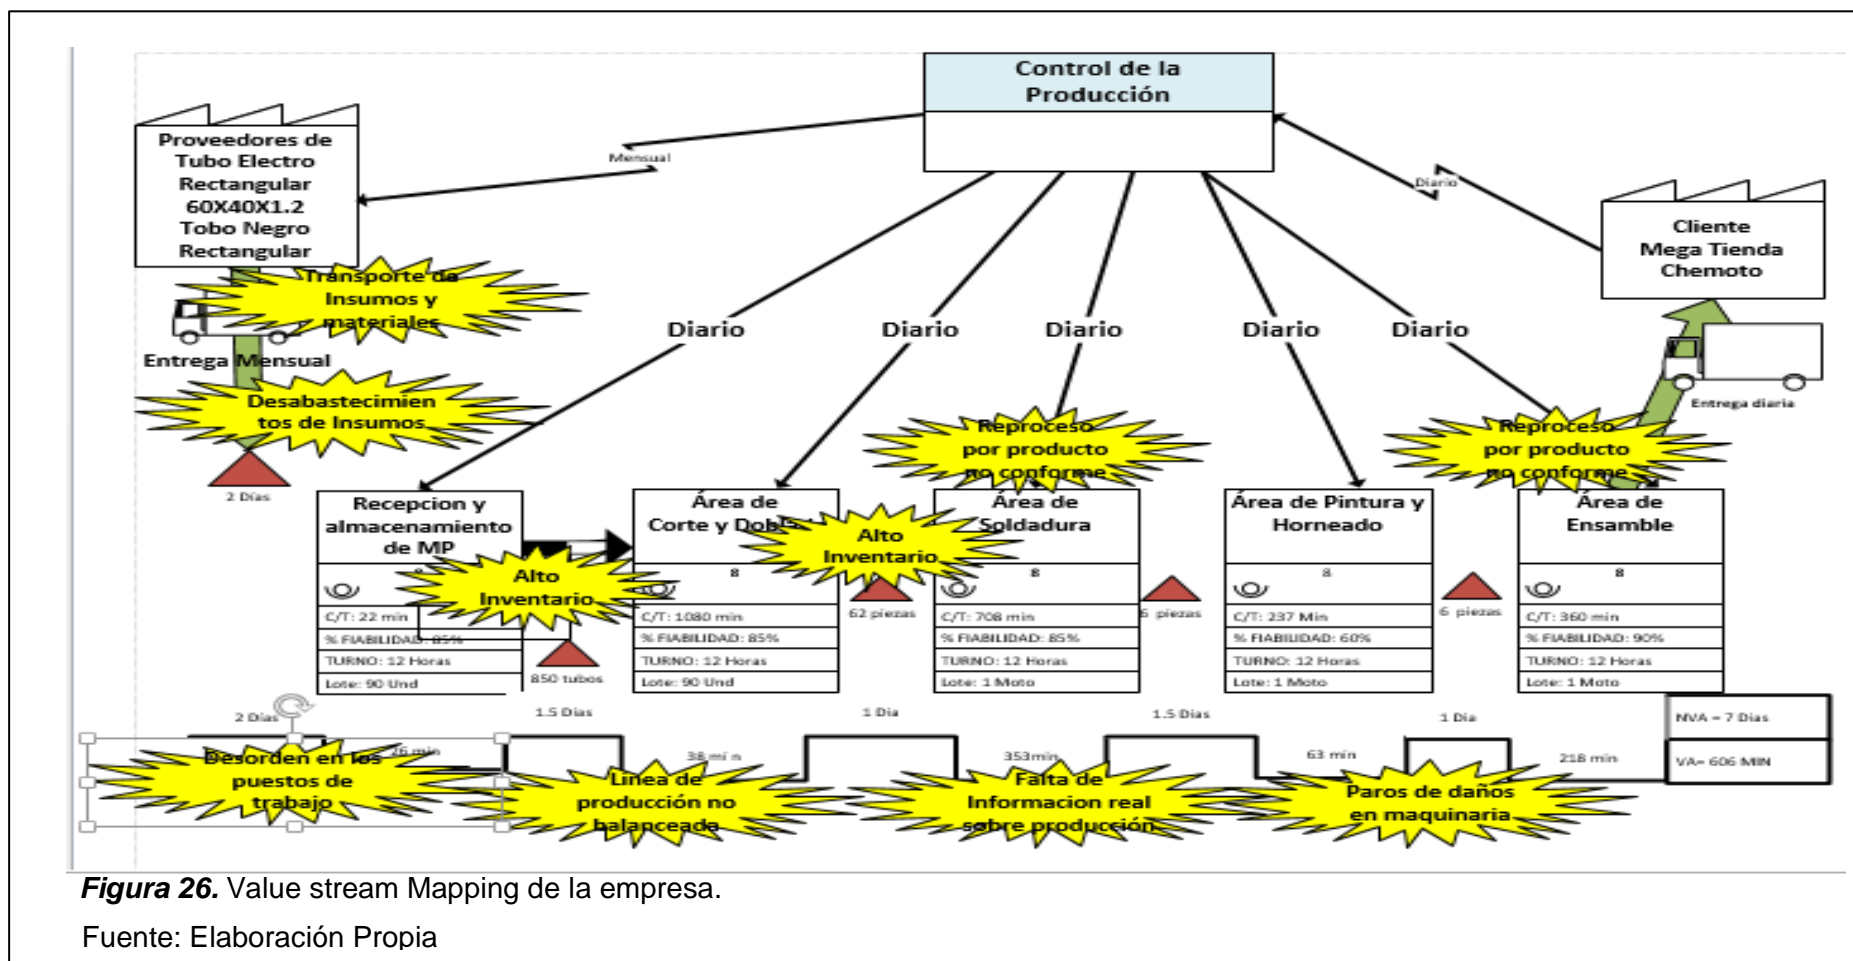 Control de la
Producción
Proveedores de
Tubo Electro
Rectangular
60X40X1.2
Tobo Negro
Rectangular
Mensual
Diario
Cliente
Mega Tienda
Chemoto
Transporte de
Insumos y
materiales
Entrega Mensual
Diario
Diario
Diario
Diario
Diario
Entrega diaria
Desabastecimien
tos de Insumos
Reproceso
por producto
no conforme
Reproceso
por producto
no conforme
2 Días
Recepcion y
almacenamiento
de MP
C/T: 22 min
% FIABILIDAD: 85%
TURNO: 12 Horas
Lote: 90 Und
Alto
Inventario
850 tubos
Área de
Corte y
8
C/T: 1080 min
% FIABILIDAD: 85%
TURNO: 12 Horas
Lote: 90 Und
Alto
Inventario
62 piezas
Área de
Soldadura
8
C/T: 708 min
% FIABILIDAD: 85%
TURNO: 12 Horas
Lote: 1 Moto
6 piezas
Área de Pintura y
Horneado
8
C/T: 237 Min
% FIABILIDAD: 60%
TURNO: 12 Horas
Lote: 1 Moto
6 piezas
Área de
Ensamble
8
C/T: 360 min
% FIABILIDAD: 90%
TURNO: 12 Horas
Lote: 1 Moto
2 Días
1.5 Dias
1 Dia
1.5 Dias
1 Dia
NVA = 7 Dias
26 min
38 min
353min
63 min
218 min
VA= 606 MIN
Desorden en los
puestos de
trabajo
Linea de
producción no
balanceada
Falta de
Informacion real
sobre producción
Paros de daños
en maquinaria
Figura 26. Value stream Mapping de la empresa.
Fuente: Elaboración Propia